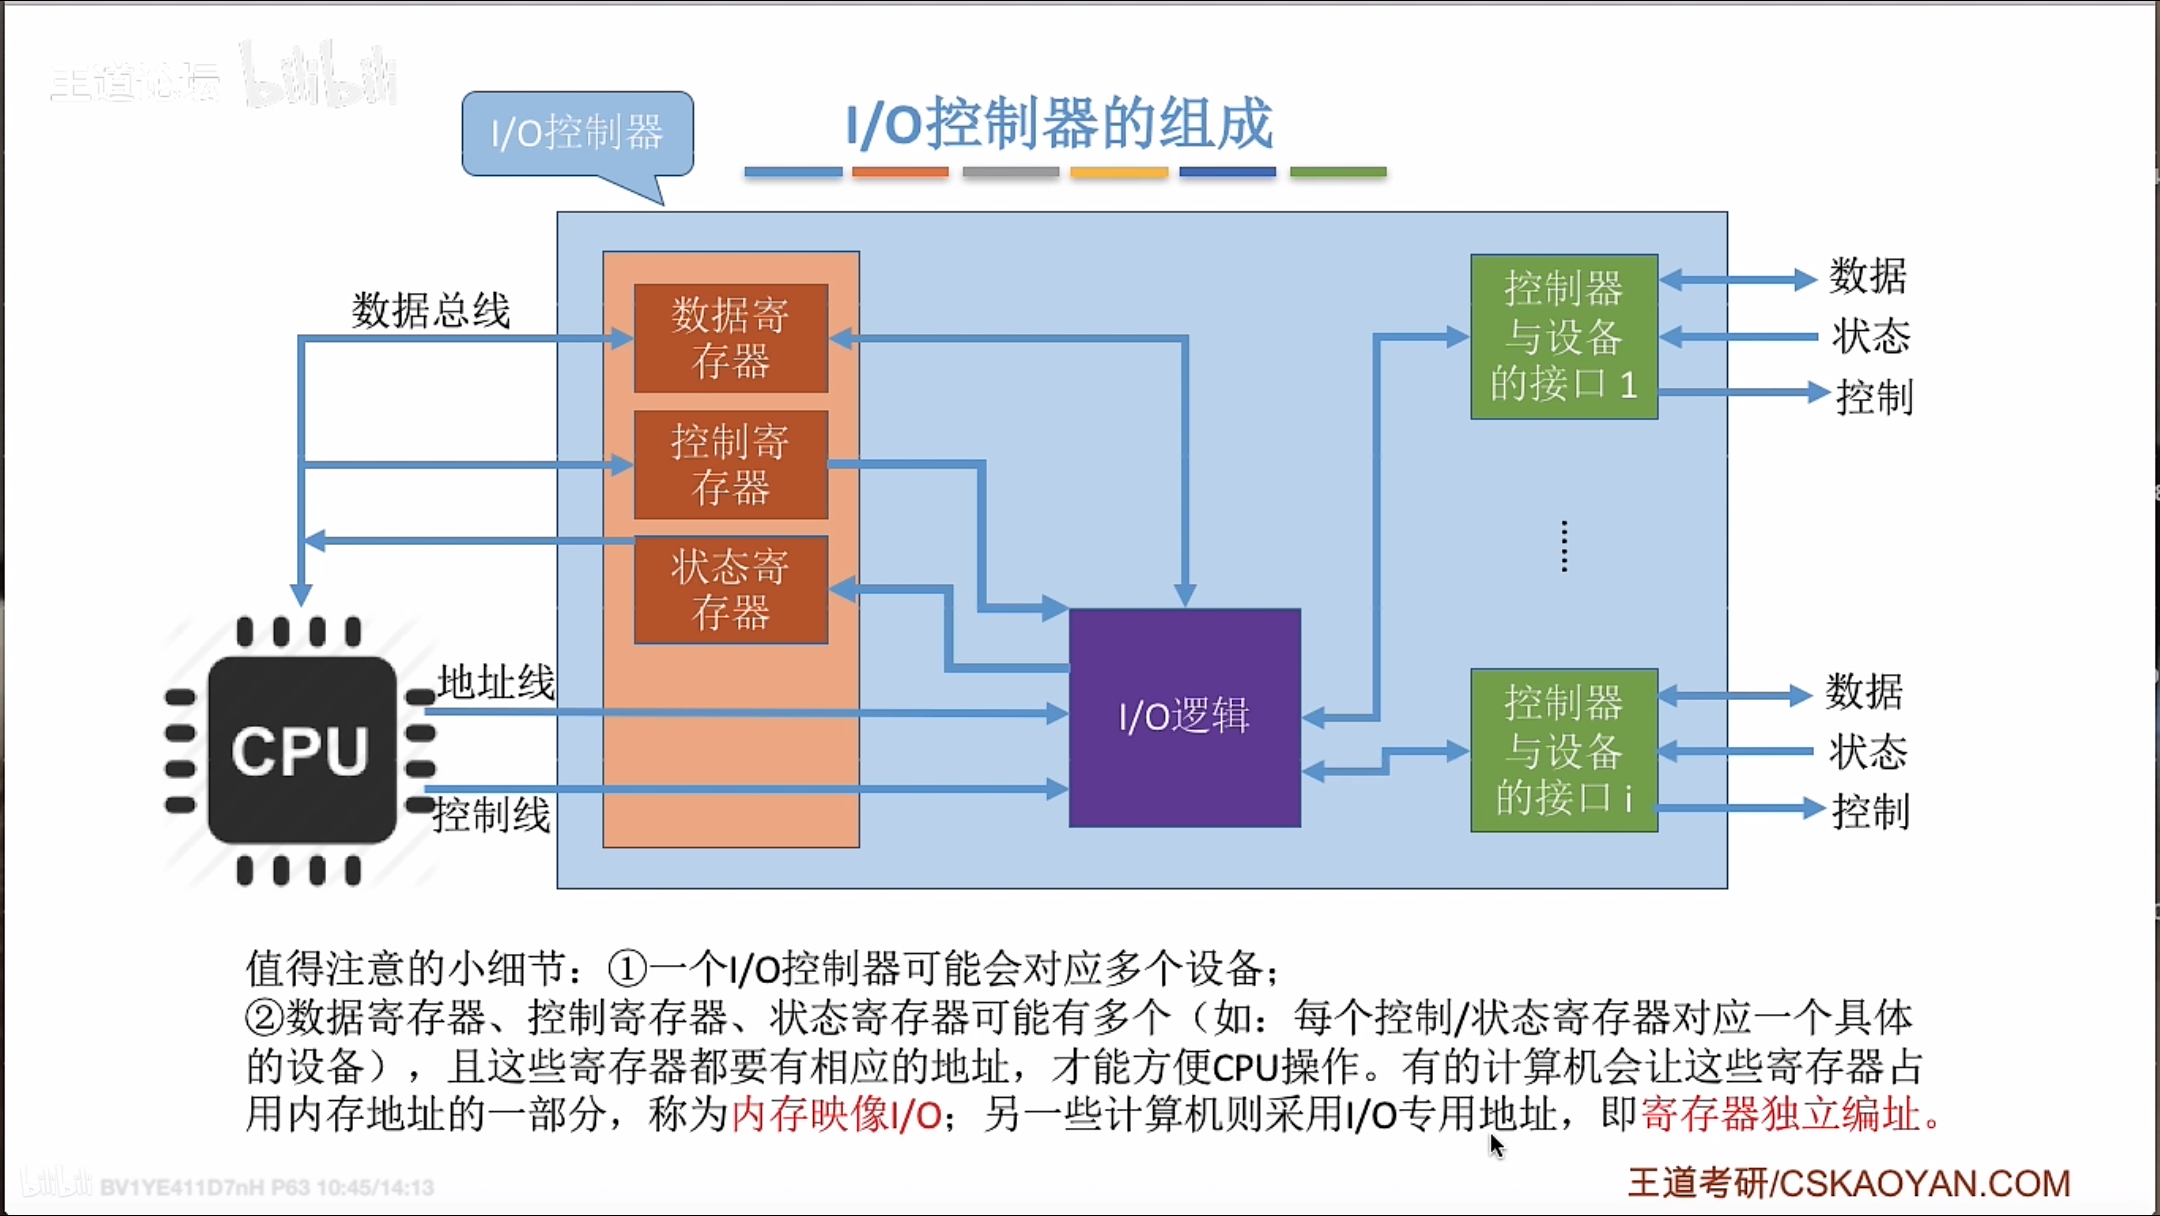 王道论坛 bilibili
I/O控制器
I/O控制器的组成
数据总线
数据寄
存器
控制寄
存器
状态寄
存器
CPU
地址线
控制线
I/O逻辑
控制器
与设备
的接口 1
数据
状态
控制
......
控制器
与设备
的接口 i
数据
状态
控制
值得注意的小细节：①一个I/O控制器可能会对应多个设备；
②数据寄存器、控制寄存器、状态寄存器可能有多个（如：每个控制/状态寄存器对应一个具体
的设备），且这些寄存器都要有相应的地址，才能方便CPU操作。有的计算机会让这些寄存器占
用内存地址的一部分，称为内存映像I/O；另一些计算机则采用I/O专用地址，即寄存器独立编址。
bilibili BV1YE411D7nH P63 10:45/14:13
王道考研/CSKAOYAN.COM